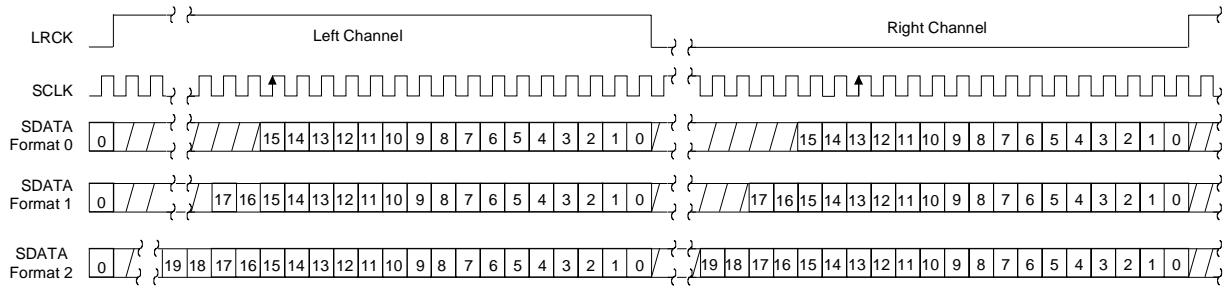 LRCK Left Channel Right Channel
SCLK
SDATA
Format 0 0 15 14 13 12 11 10 9 8 7 6 5 4 3 2 1 0 15 14 13 12 11 10 9 8 7 6 5 4 3 2 1 0
SDATA
Format 1 0 17 16 15 14 13 12 11 10 9 8 7 6 5 4 3 2 1 0 17 16 15 14 13 12 11 10 9 8 7 6 5 4 3 2 1 0
SDATA
Format 2 0 19 18 17 16 15 14 13 12 11 10 9 8 7 6 5 4 3 2 1 0 19 18 17 16 15 14 13 12 11 10 9 8 7 6 5 4 3 2 1 0